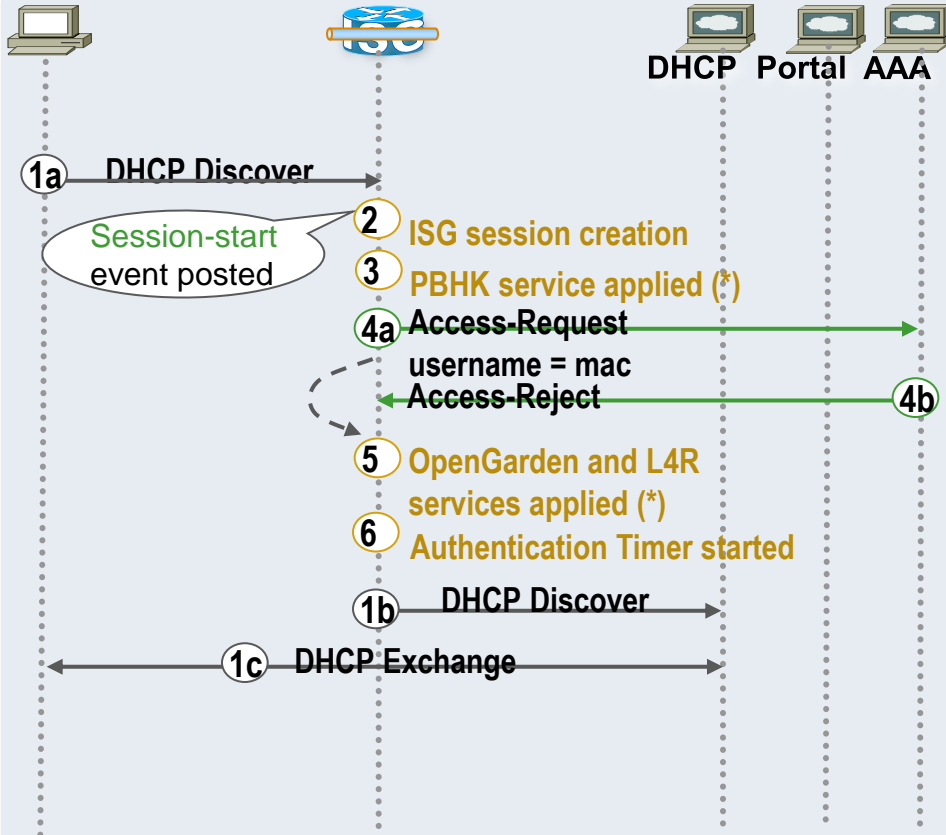 ISG
DHCP Portal AAA
1a DHCP Discover
Session-start
event posted
2 ISG session creation
3 PBHK service applied (*)
4a Access-Request
username = mac
Access-Reject 4b
5 OpenGarden and L4R
services applied (*)
6 Authentication Timer started
1b DHCP Discover
1c DHCP Exchange